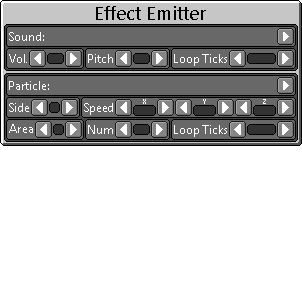 Effect Emitter
Sound:
Vol. Pitch Loop Ticks
Particle:
Side Speed X Y Z
Area Num Loop Ticks